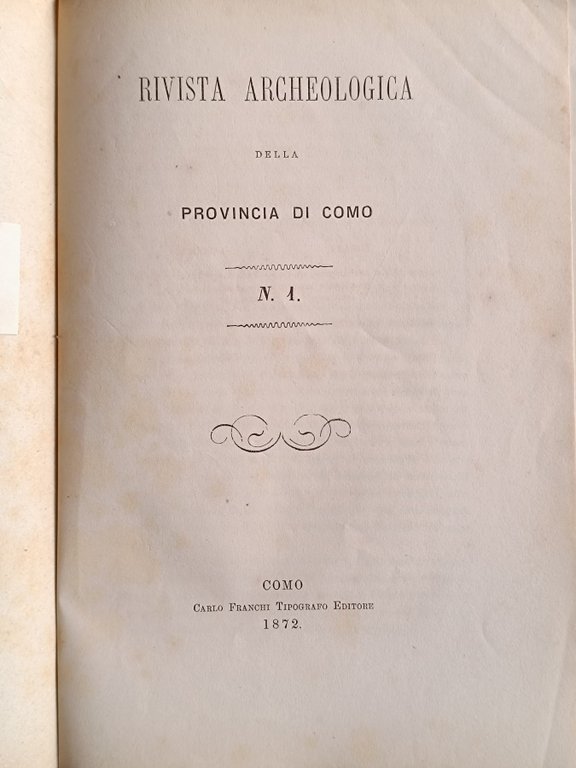 RIVISTA ARCHEOLOGICA
DELLA
PROVINCIA DI COMO
N. 1.
COMO
CARLO FRANCHI TIPOGRAFO EDITORE
1872.